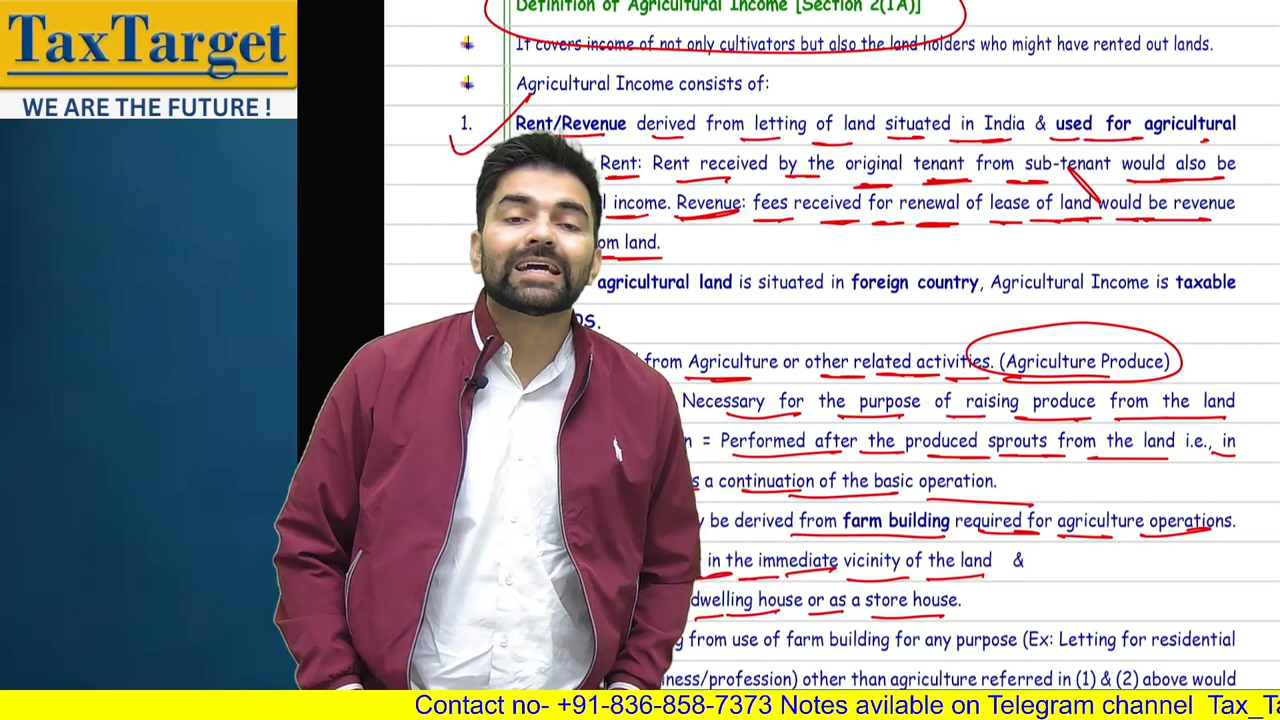 TaxTarget
WE ARE THE FUTURE !
Definition of Agricultural Income [Section 2(1A)]
It covers income of not only cultivators but also the land holders who might have rented out lands.
Agricultural Income consists of:
1. Rent/Revenue derived from letting of land situated in India & used for agricultural
Rent: Rent received by the original tenant from sub-tenant would also be
income. Revenue: fees received for renewal of lease of land would be revenue
land.
agricultural land is situated in foreign country, Agricultural Income is taxable
from Agriculture or other related activities. (Agriculture Produce)
Necessary for the purpose of raising produce from the land
= Performed after the produced sprouts from the land i.e., in
a continuation of the basic operation.
be derived from farm building required for agriculture operations.
in the immediate vicinity of the land &
dwelling house or as a store house.
from use of farm building for any purpose (Ex: Letting for residential
other than agriculture referred in (1) & (2) above would
Contact no- +91-836-858-7373 Notes avilable on Telegram channel